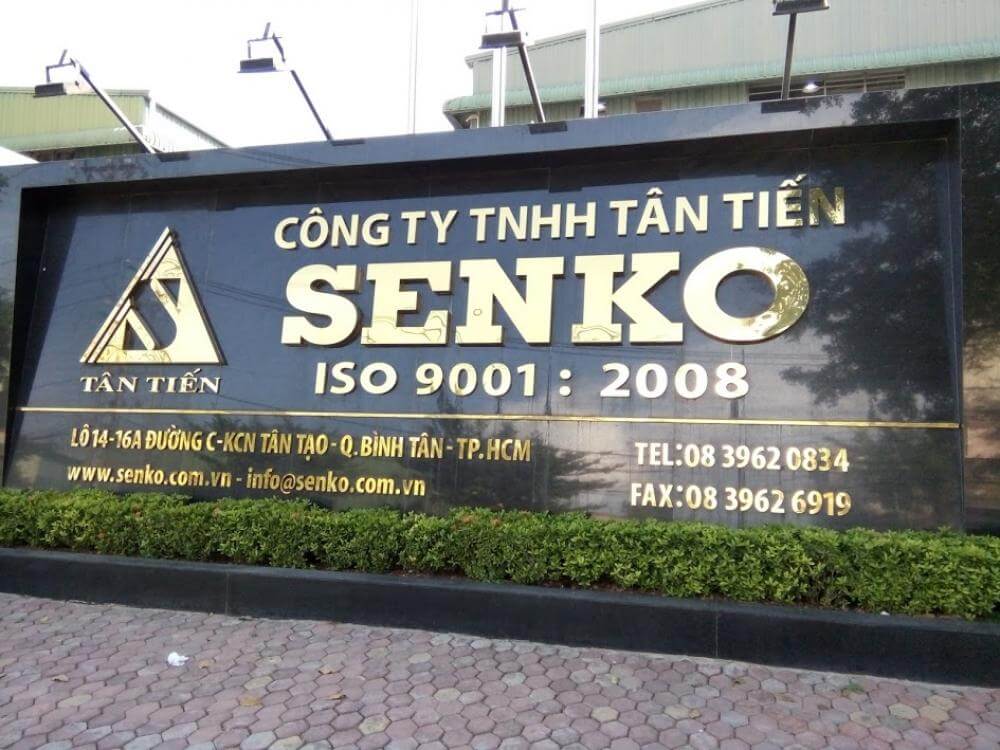 CÔNG TY TNHH TÂN TIẾN
SENKO
ISO 9001 : 2008
TÂN TIẾN
LÔ 14-16A ĐƯỜNG C-KCN TÂN TẠO - Q. BÌNH TÂN - TP.HCM
www.senko.com.vn - info@senko.com.vn
TEL: 08 3962 0834
FAX: 08 3962 6919